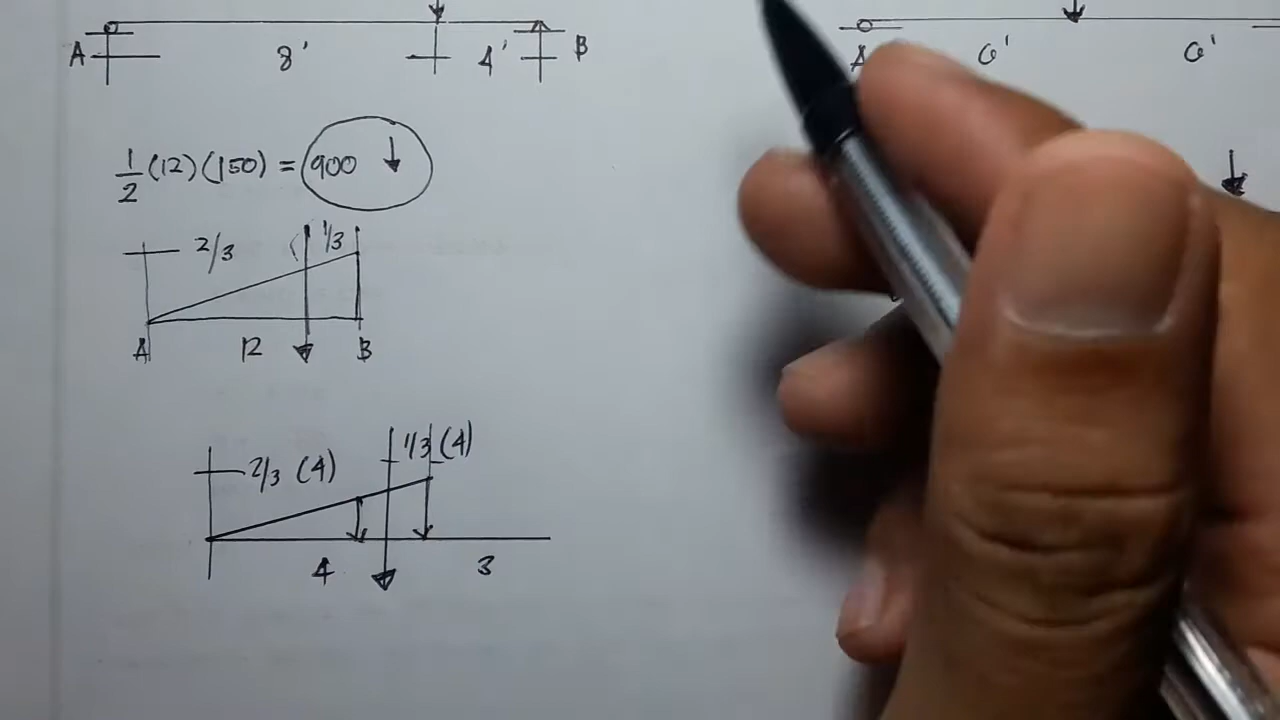 A 8' 4' B
1/2 (12)(150) = 900 ↓
2/3 1/3
A 12 B
2/3 (4) 1/3 (4)
4 3
A 6' 6'